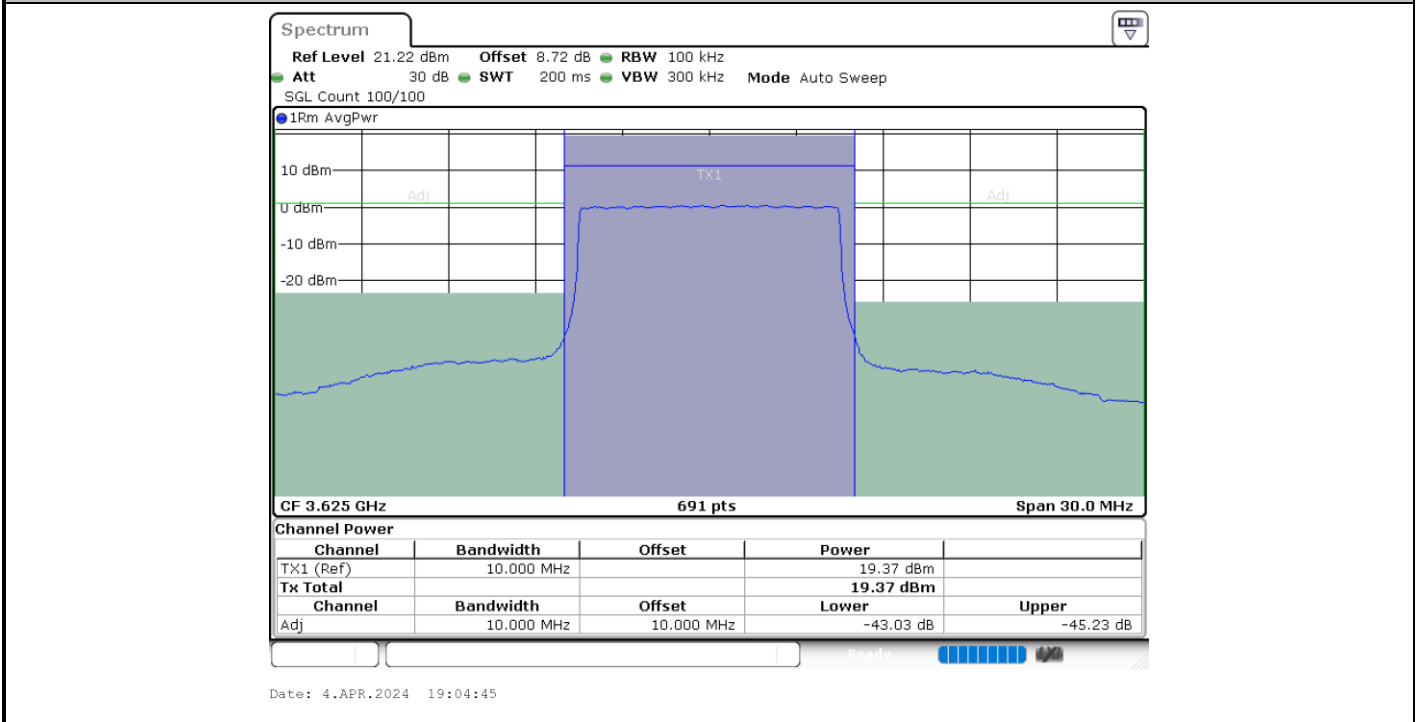 Spectrum
Ref Level 21.22 dBm Offset 8.72 dB RBW 100 kHz
Att 30 dB SWT 200 ms VBW 300 kHz Mode Auto Sweep
SGL Count 100/100
1Rm AvgPwr
10 dBm
TX1
Adj Adj
0 dBm
-10 dBm
-20 dBm
CF 3.625 GHz 691 pts Span 30.0 MHz
Channel Power
Channel Bandwidth Offset Power
TX1 (Ref) 10.000 MHz 19.37 dBm
Tx Total 19.37 dBm
Channel Bandwidth Offset Lower Upper
Adj 10.000 MHz 10.000 MHz -43.03 dB -45.23 dB
Ready
Date: 4.APR.2024 19:04:45